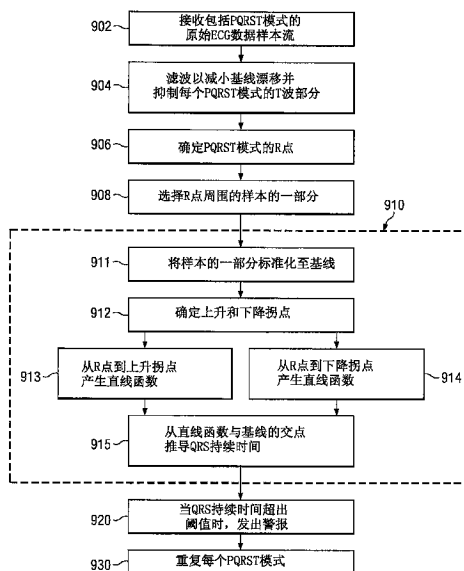 902
接收包括PQRST模式的
原始ECG数据样本流
904
滤波以减小基线漂移并
抑制每个PQRST模式的T波部分
906
确定PQRST模式的R点
908
选择R点周围的样本的一部分
910
911
将样本的一部分标准化至基线
912
确定上升和下降拐点
913
从R点到上升拐点
产生直线函数
从R点到下降拐点
产生直线函数
914
915
从直线函数与基线的交点
推导QRS持续时间
920
当QRS持续时间超出
阈值时，发出警报
930
重复每个PQRST模式